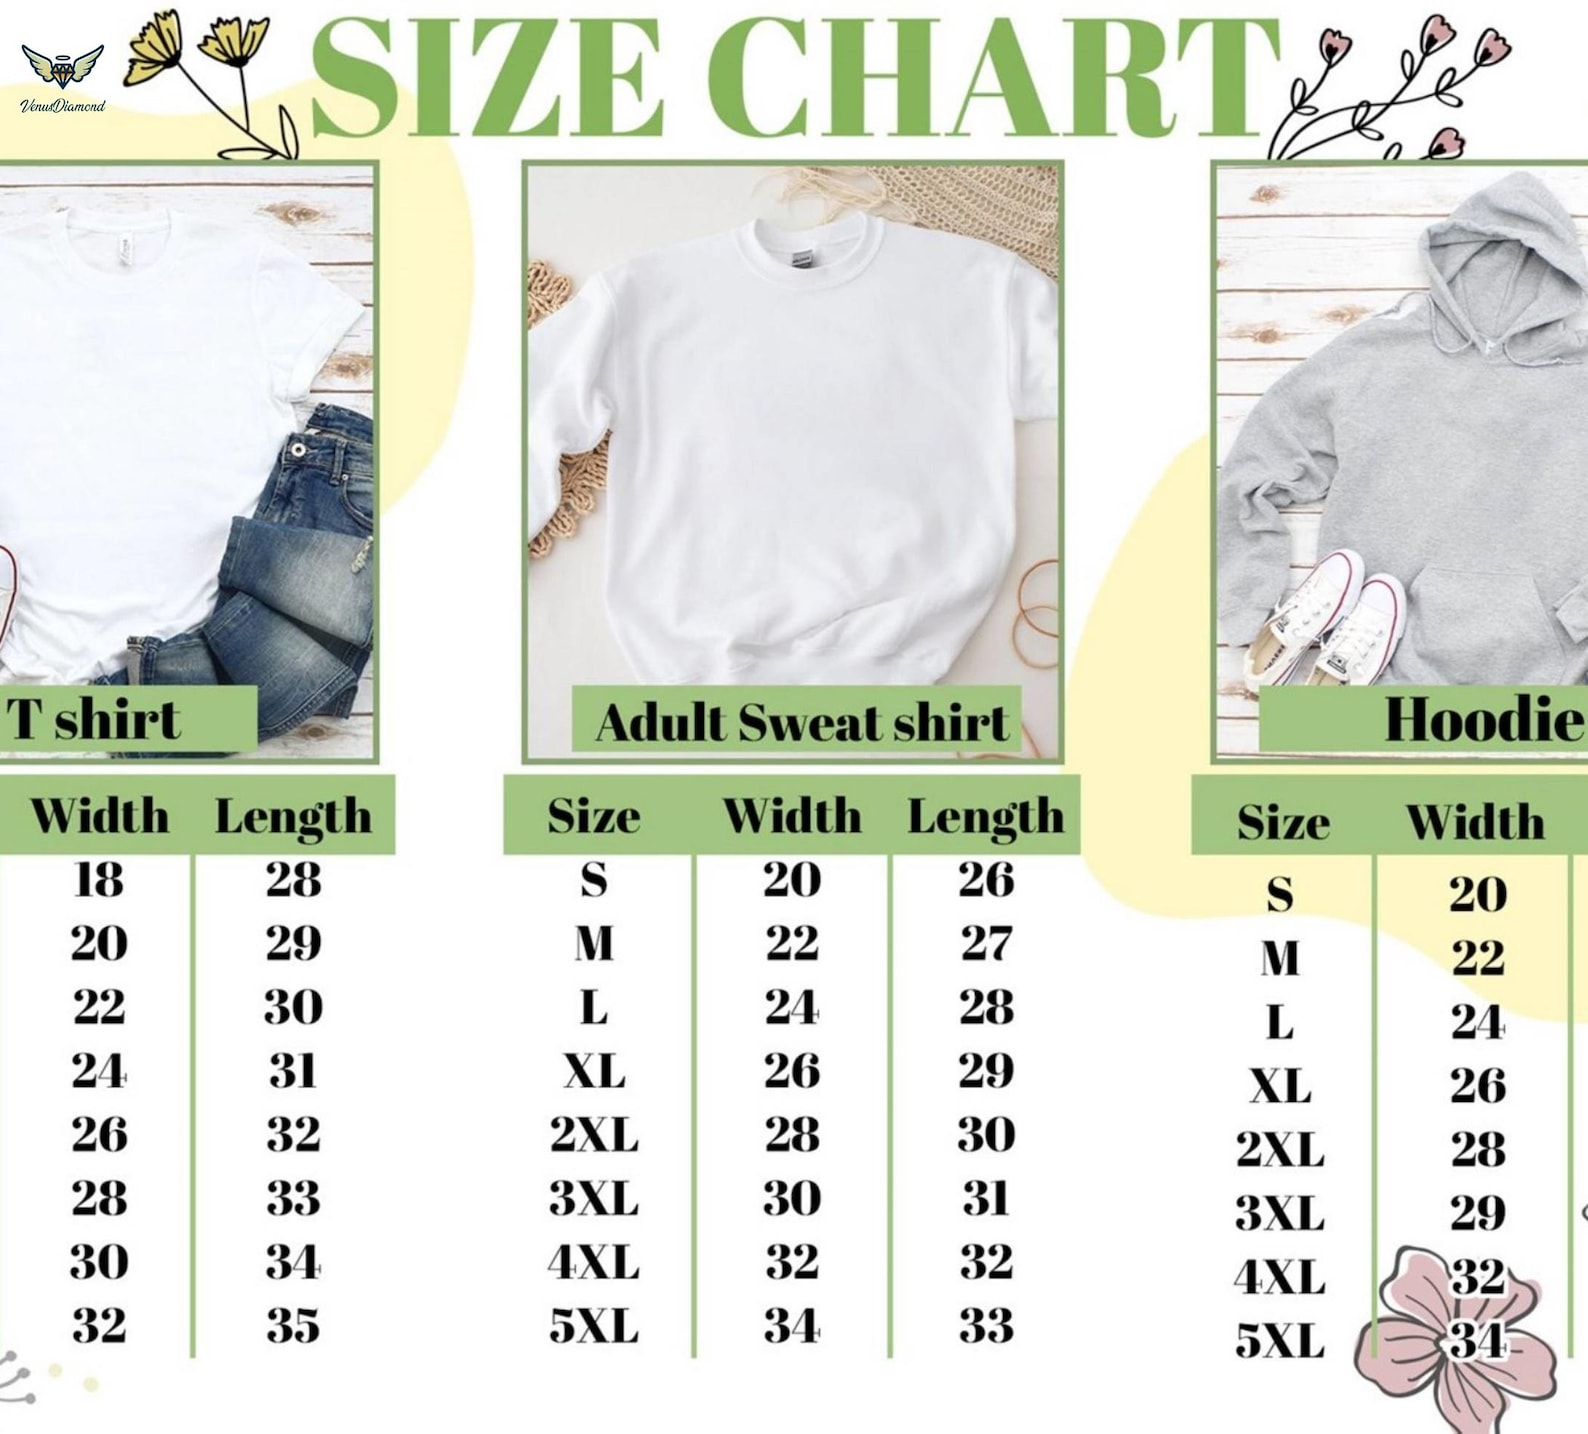 VenusDiamond
SIZE CHART
T shirt
Width Length
18 28
20 29
22 30
24 31
26 32
28 33
30 34
32 35
Adult Sweat shirt
Size Width Length
S 20 26
M 22 27
L 24 28
XL 26 29
2XL 28 30
3XL 30 31
4XL 32 32
5XL 34 33
Hoodie
Size Width
S 20
M 22
L 24
XL 26
2XL 28
3XL 29
4XL 32
5XL 34